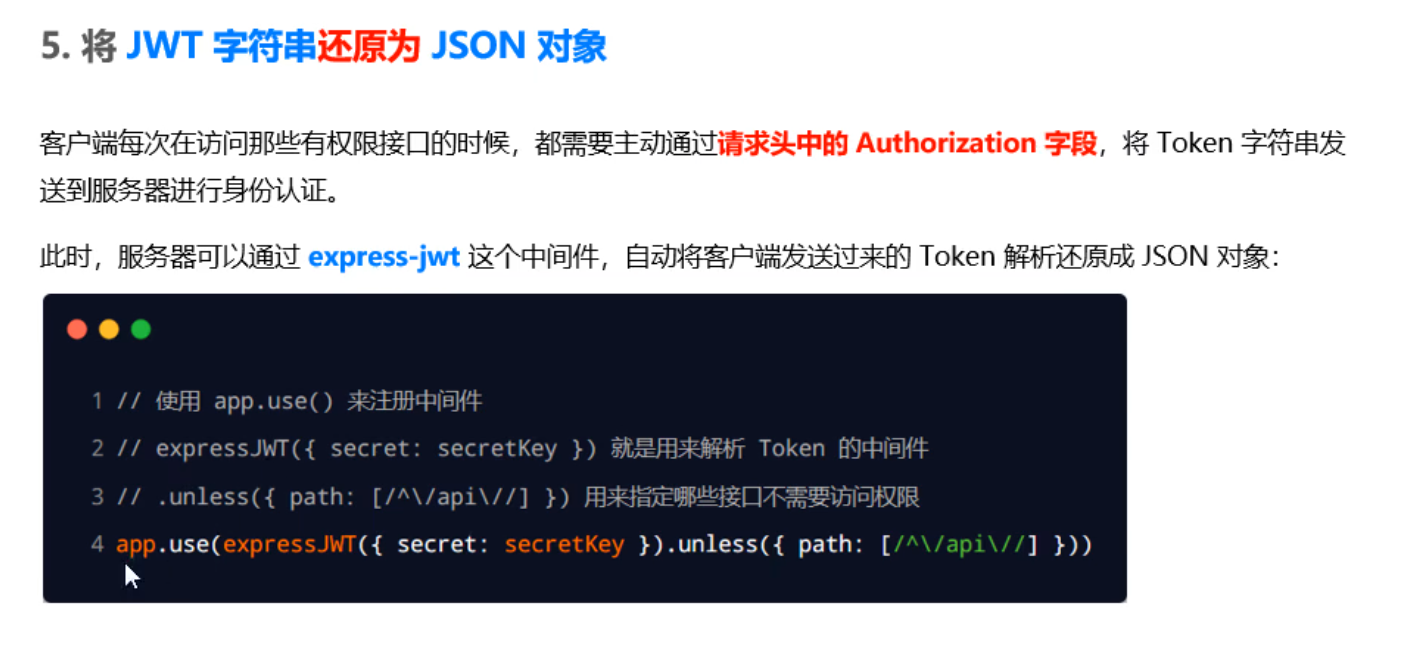 5. 将 JWT 字符串还原为 JSON 对象
客户端每次在访问那些有权限接口的时候，都需要主动通过请求头中的 Authorization 字段，将 Token 字符串发
送到服务器进行身份认证。
此时，服务器可以通过 express-jwt 这个中间件，自动将客户端发送过来的 Token 解析还原成 JSON 对象：
1 // 使用 app.use() 来注册中间件
2 // expressJWT({ secret: secretKey }) 就是用来解析 Token 的中间件
3 // .unless({ path: [/^\/api\//] }) 用来指定哪些接口不需要访问权限
4 app.use(expressJWT({ secret: secretKey }).unless({ path: [/^\/api\//] }))